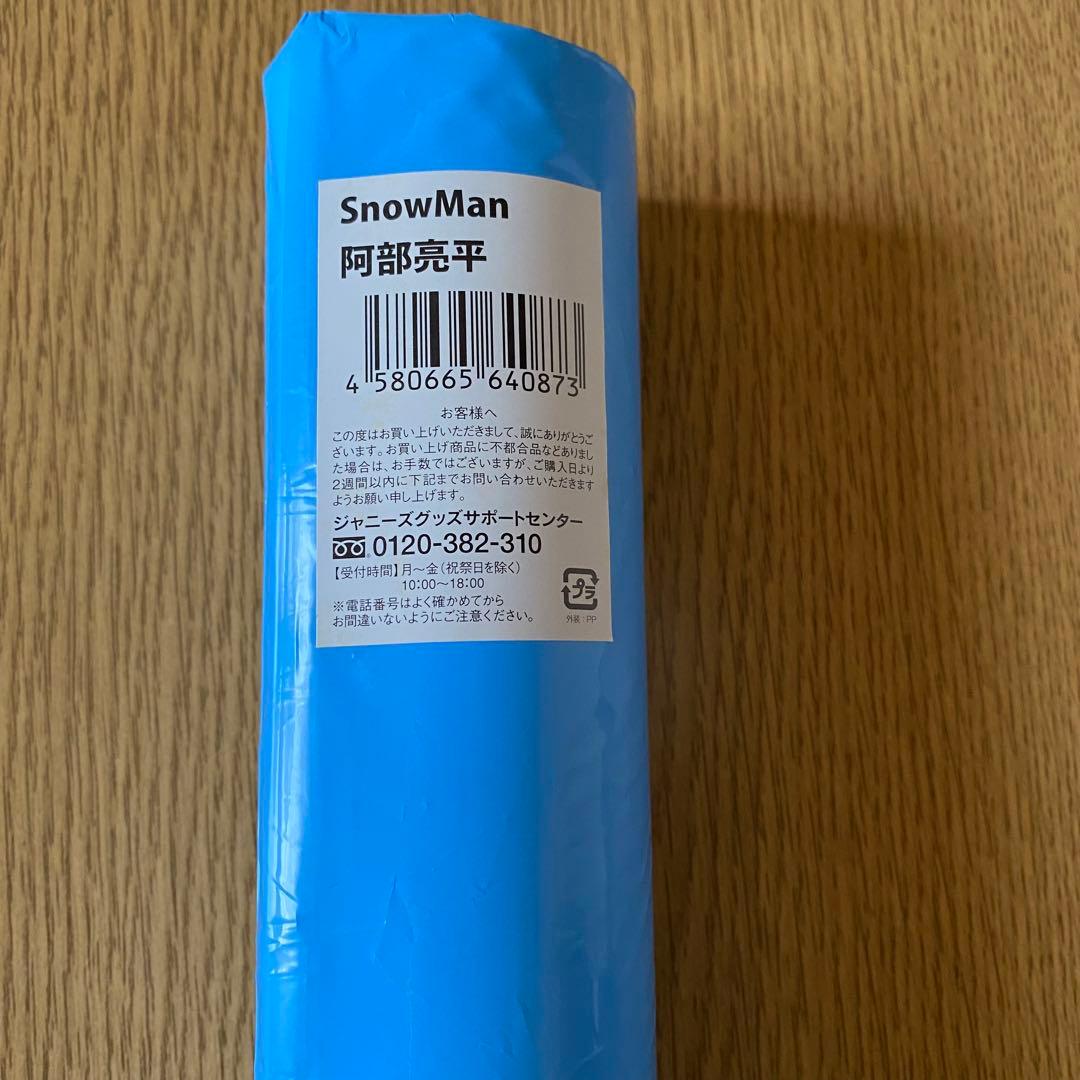 SnowMan
阿部亮平
4 580665 640873
お客様へ
この度はお買い上げいただきまして、誠にありがとうご
ざいます。お買い上げ商品に不都合品などありまし
た場合は、お手数ではございますが、ご購入日より
2週間以内に下記までお問い合わせいただきます
ようお願い申し上げます。
ジャニーズグッズサポートセンター
0120-382-310
【受付時間】月〜金（祝祭日を除く）
10:00〜18:00
※電話番号はよく確かめてから
お間違いないようにご注意ください。
プラ
外装：PP